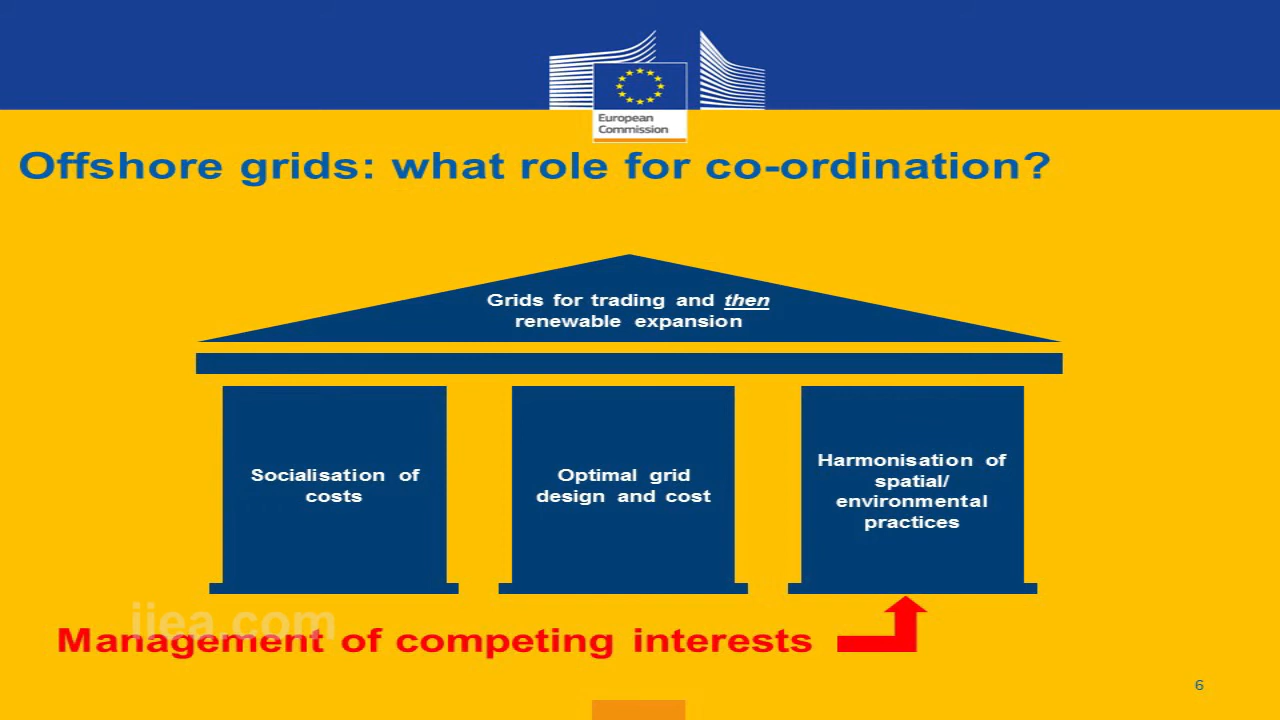 European
Commission
Offshore grids: what role for co-ordination?
Grids for trading and then
renewable expansion
Socialisation of
costs
Optimal grid
design and cost
Harmonisation of
spatial/
environmental
practices
iiea.com
Management of competing interests
6